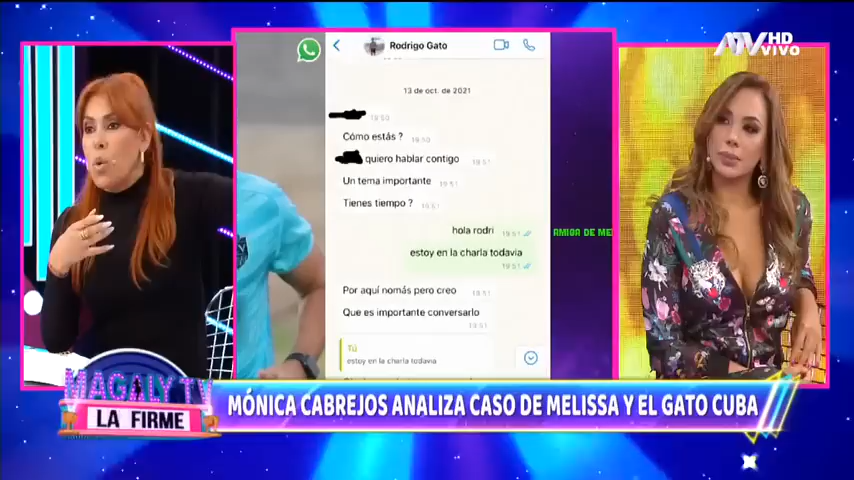 ATV HD
VIVO
Rodrigo Gato
13 de oct. de 2021
19:50
Cómo estás ?
19:50
quiero hablar contigo
19:51
Un tema importante
19:51
Tienes tiempo ?
19:51
hola rodri
19:51
AMIGA DE ME
estoy en la charla todavia
19:51
Por aquí nomás pero creo
19:51
Que es importante conversarlo
19:51
Tú
estoy en la charla todavia
MAGALY TV
LA FIRME
MÓNICA CABREJOS ANALIZA CASO DE MELISSA Y EL GATO CUBA